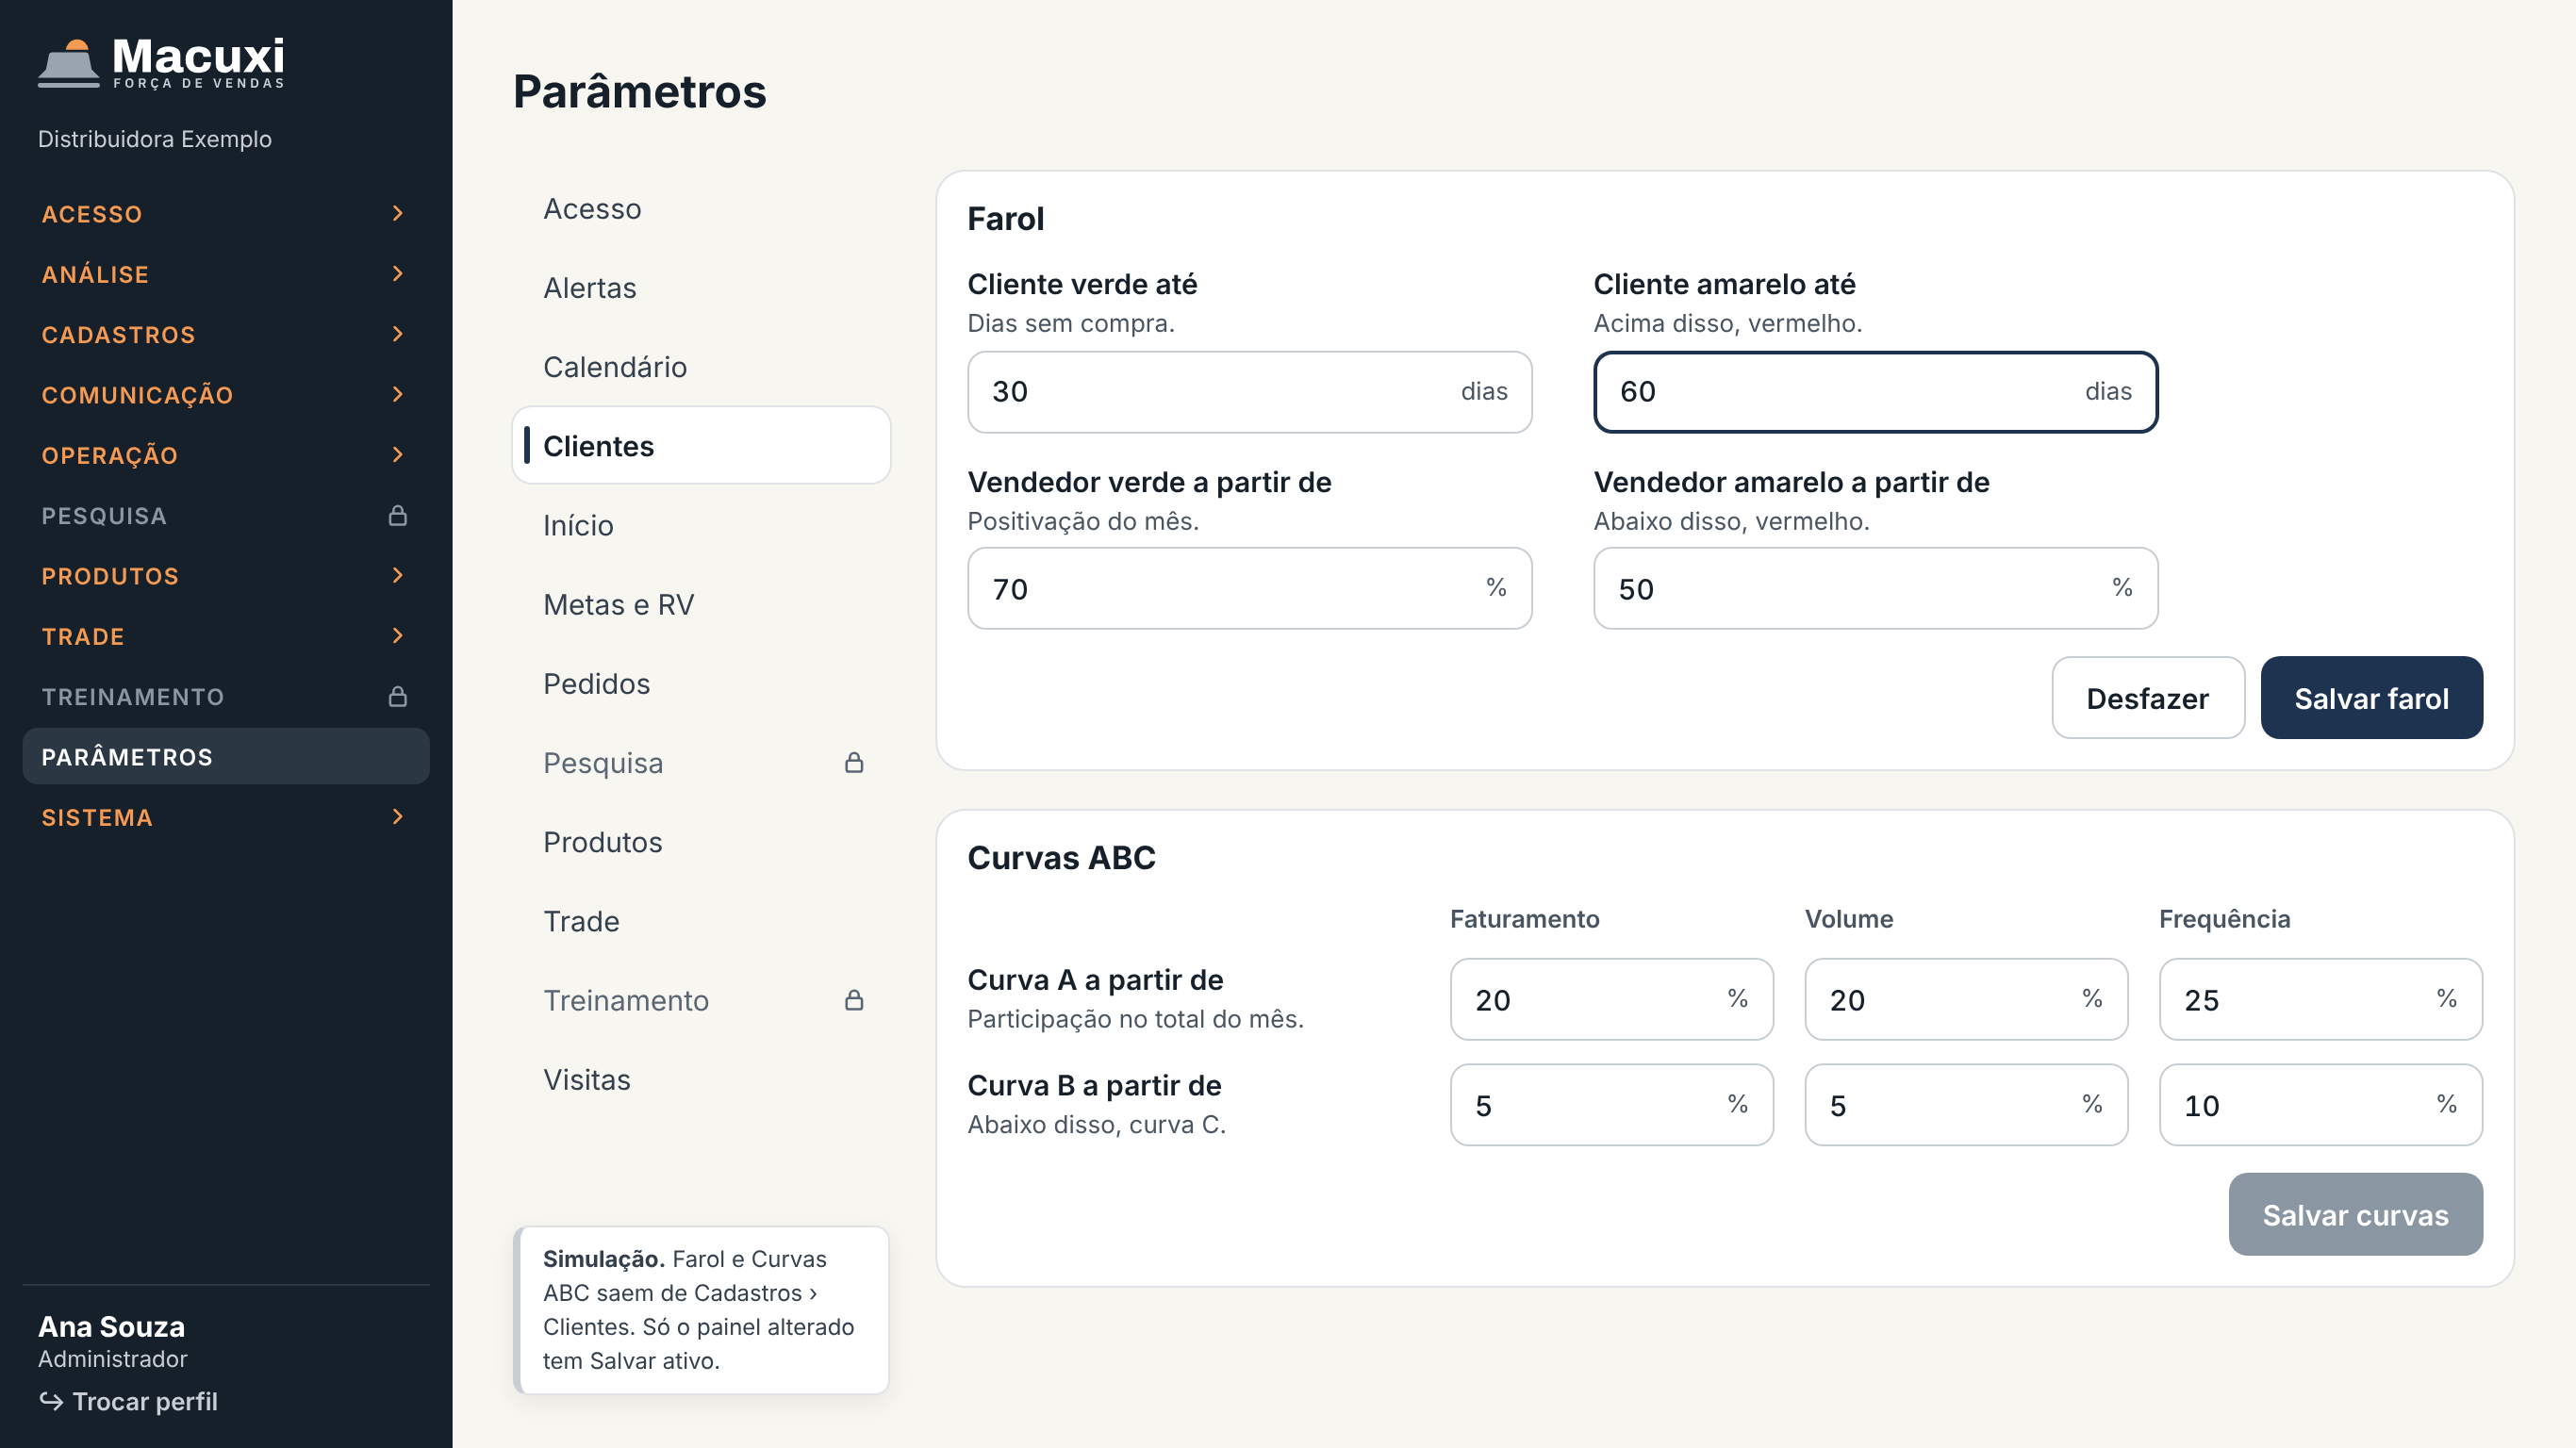 Macuxi
FORÇA DE VENDAS
Distribuidora Exemplo
ACESSO
ANÁLISE
CADASTROS
COMUNICAÇÃO
OPERAÇÃO
PESQUISA
PRODUTOS
TRADE
TREINAMENTO
PARÂMETROS
SISTEMA
Ana Souza
Administrador
Trocar perfil
Parâmetros
Acesso
Alertas
Calendário
Clientes
Início
Metas e RV
Pedidos
Pesquisa
Produtos
Trade
Treinamento
Visitas
Simulação. Farol e Curvas
ABC saem de Cadastros ›
Clientes. Só o painel alterado
tem Salvar ativo.
Farol
Cliente verde até
Dias sem compra.
30 dias
Cliente amarelo até
Acima disso, vermelho.
60 dias
Vendedor verde a partir de
Positivação do mês.
70 %
Vendedor amarelo a partir de
Abaixo disso, vermelho.
50 %
Desfazer
Salvar farol
Curvas ABC
Faturamento Volume Frequência
Curva A a partir de
Participação no total do mês.
20 % 20 % 25 %
Curva B a partir de
Abaixo disso, curva C.
5 % 5 % 10 %
Salvar curvas